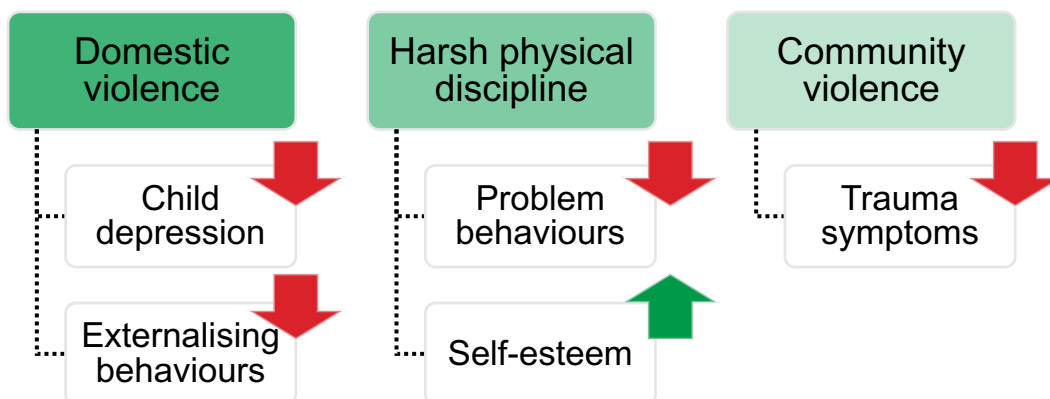 Domestic
violence
Child
depression
Externalising
behaviours
Harsh physical
discipline
Problem
behaviours
Self-esteem
Community
violence
Trauma
symptoms